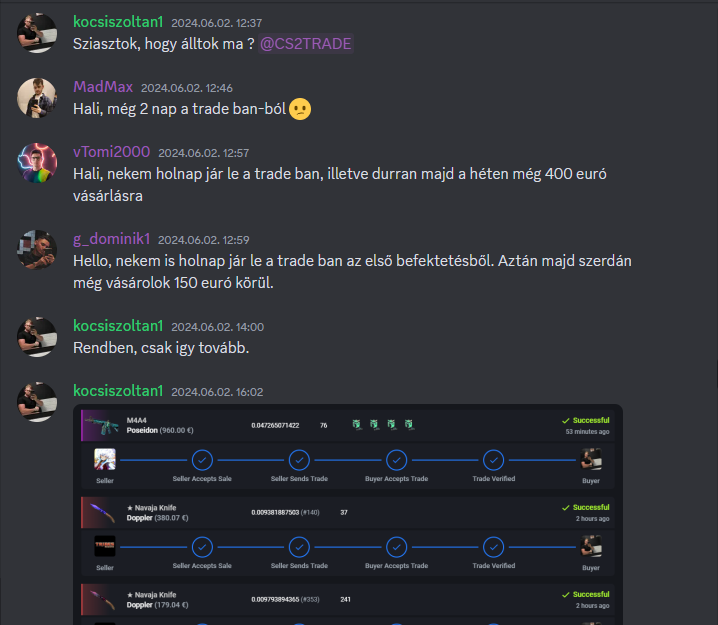 kocsiszoltan1 2024.06.02. 12:37
Sziasztok, hogy álltok ma ? @CS2TRADE
MadMax 2024.06.02. 12:46
Hali, még 2 nap a trade ban-ból
vTomi2000 2024.06.02. 12:57
Hali, nekem holnap jár le a trade ban, illetve durran majd a héten még 400 euró
vásárlásra
g_dominik1 2024.06.02. 12:59
Hello, nekem is holnap jár le a trade ban az első befektetésből. Aztán majd szerdán
még vásárolok 150 euró körül.
kocsiszoltan1 2024.06.02. 14:00
Rendben, csak igy tovább.
kocsiszoltan1 2024.06.02. 16:02
M4A4
Poseidon (960.00 €) 0.047265071422 76 Successful
53 minutes ago
Seller Seller Accepts Sale Seller Sends Trade Buyer Accepts Trade Trade Verified Buyer
★ Navaja Knife
Doppler (380.07 €) 0.009381887503 (#140) 37 Successful
2 hours ago
Seller Seller Accepts Sale Seller Sends Trade Buyer Accepts Trade Trade Verified Buyer
★ Navaja Knife
Doppler (179.04 €) 0.009793894365 (#353) 241 Successful
2 hours ago